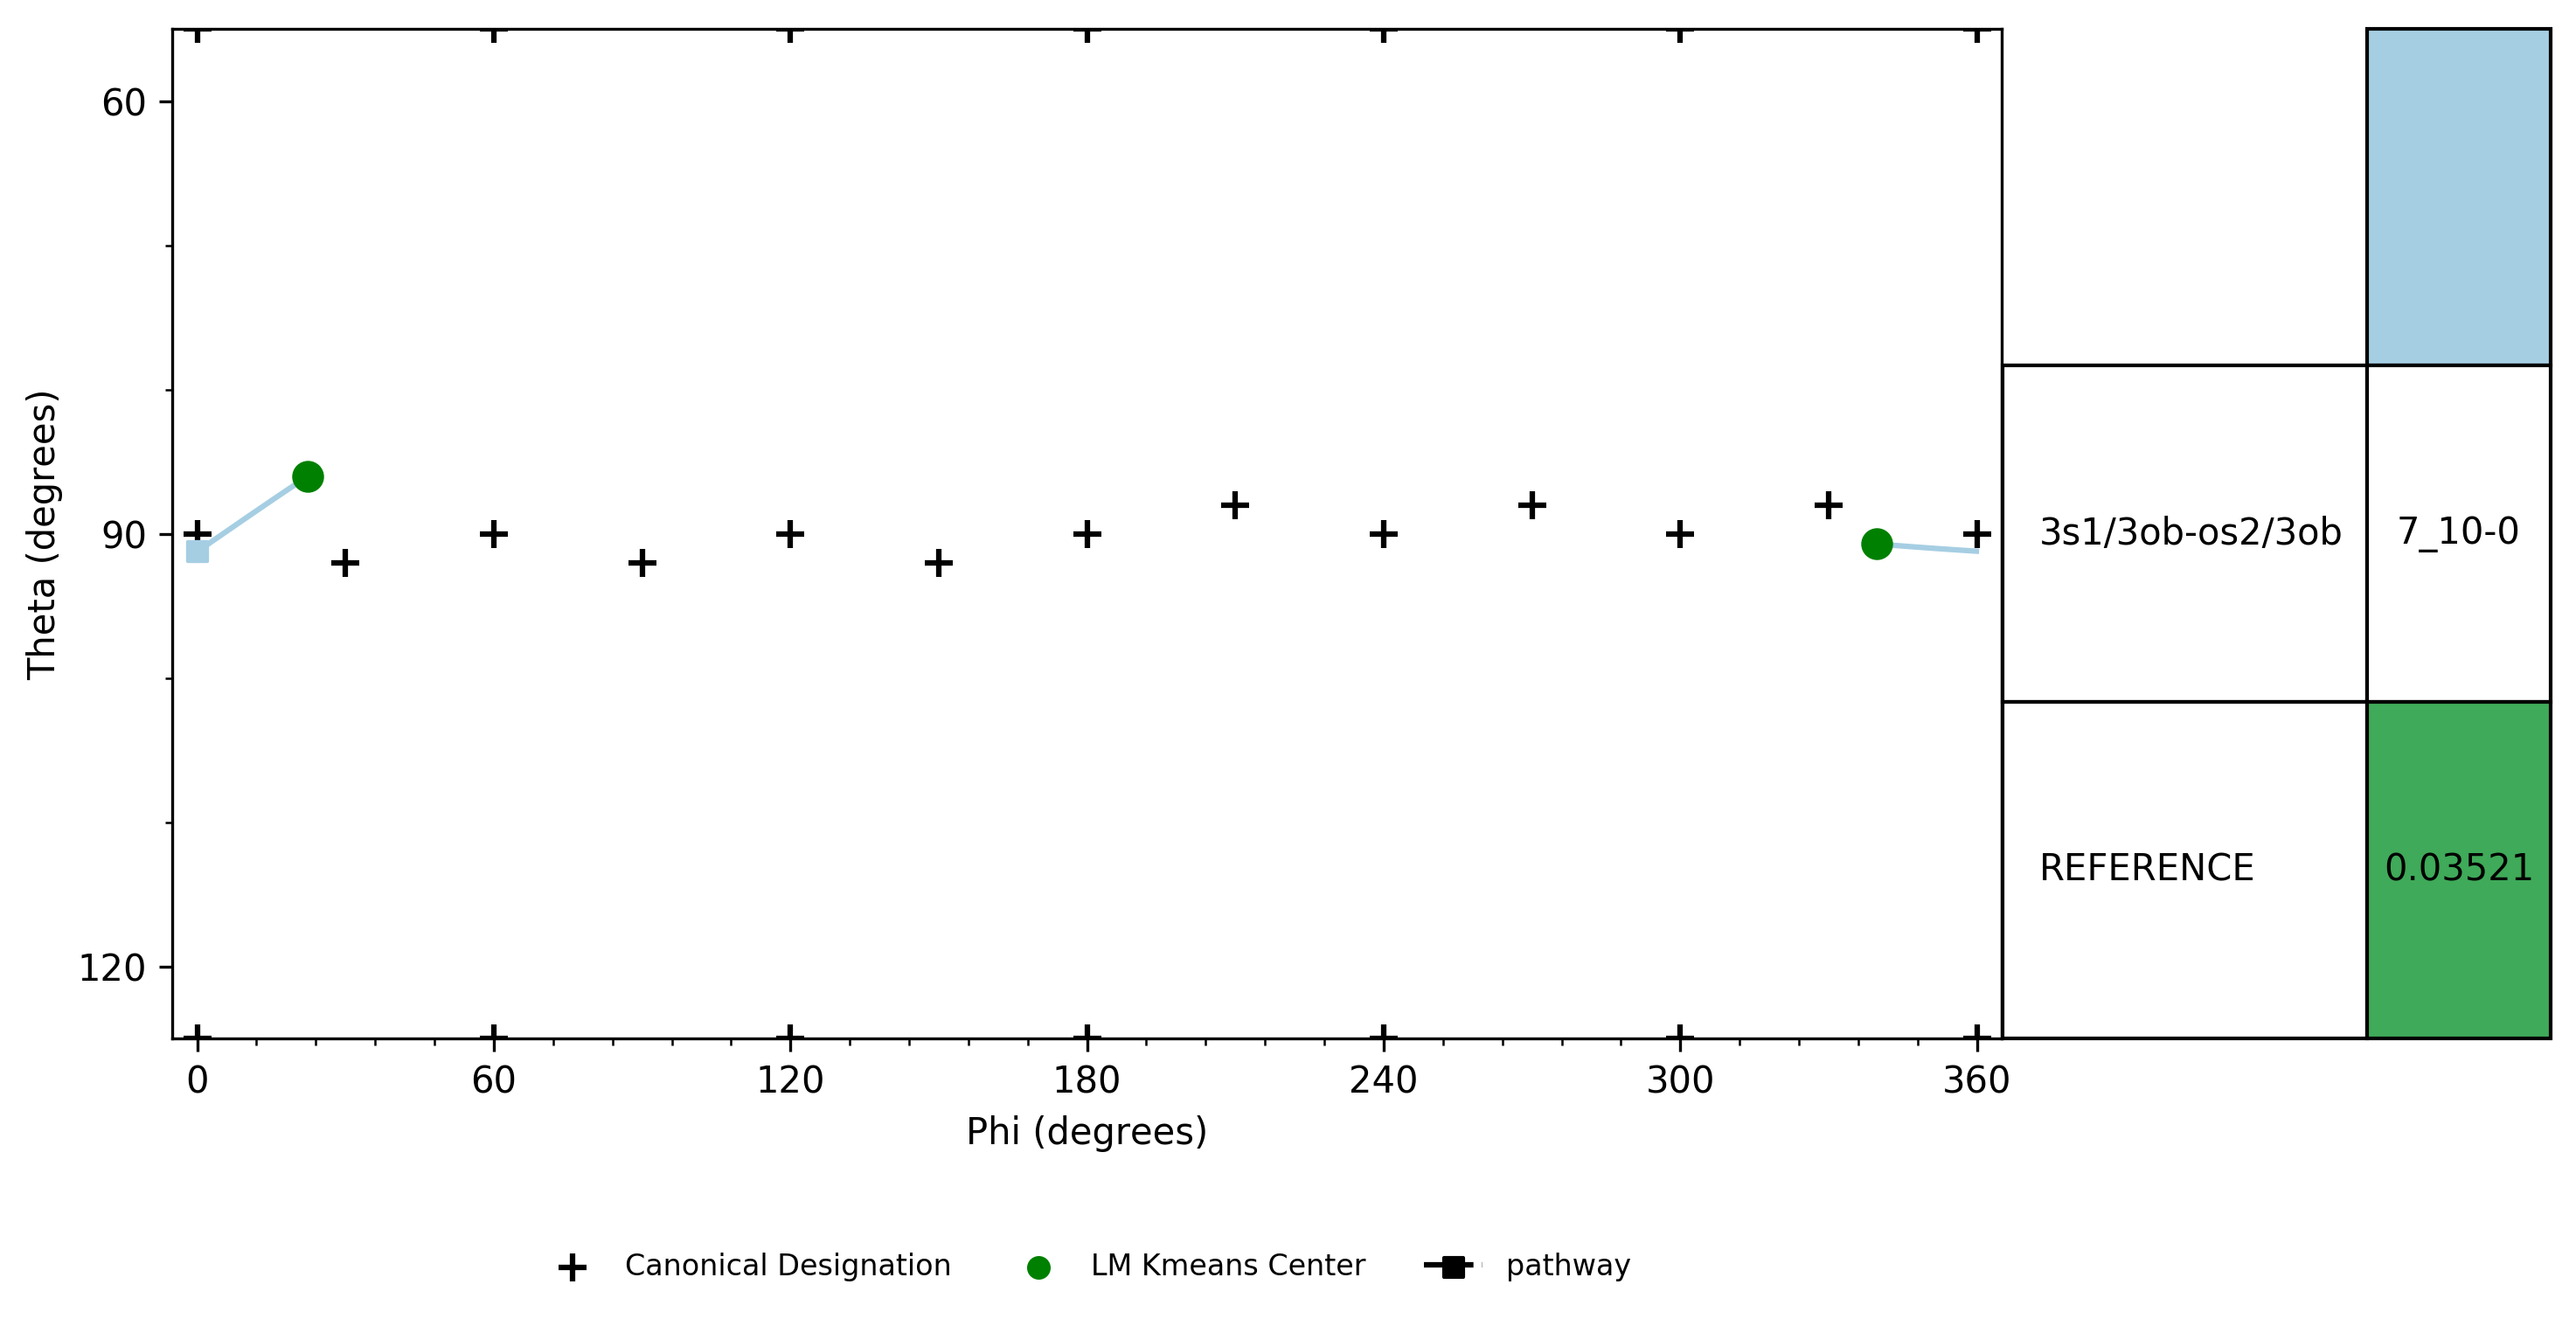 60
90
120
Theta (degrees)
0 60 120 180 240 300 360
Phi (degrees)
3s1/3ob-os2/3ob 7_10-0
REFERENCE 0.03521
Canonical Designation LM Kmeans Center pathway